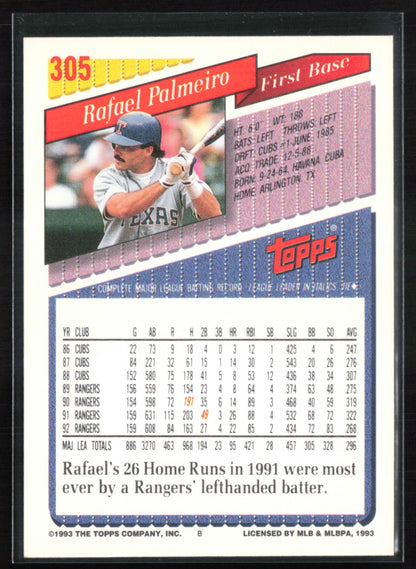 305
Rafael Palmeiro
First Base
TEXAS
HT: 6'0" WT: 188
BATS: LEFT THROWS: LEFT
DRFT: CUBS #1-JUNE, 1985
ACQ: TRADE, 12-5-88
BORN: 9-24-64, HAVANA, CUBA
HOME: ARLINGTON, TX
Topps®
COMPLETE MAJOR LEAGUE BATTING RECORD LEAGUE LEADER IN ITALICS, TIE ♦
YR CLUB G AB R H 2B 3B HR RBI SB SLG BB SO AVG
86 CUBS 22 73 9 18 4 0 3 12 1 425 4 6 247
87 CUBS 84 221 32 61 15 1 14 30 2 543 20 26 276
88 CUBS 152 580 75 178 41 5 8 53 12 436 38 34 307
89 RANGERS 156 559 76 154 23 4 8 64 4 374 63 48 275
90 RANGERS 154 598 72 191 35 6 14 89 3 468 40 59 319
91 RANGERS 159 631 115 203 49 3 26 88 4 532 68 72 322
92 RANGERS 159 608 84 163 27 4 22 85 2 434 72 83 268
MAJ LEA TOTALS 886 3270 463 968 194 23 95 421 28 457 305 328 296
Rafael's 26 Home Runs in 1991 were most
ever by a Rangers' lefthanded batter.
©1993 THE TOPPS COMPANY, INC. B LICENSED BY MLB & MLBPA, 1993